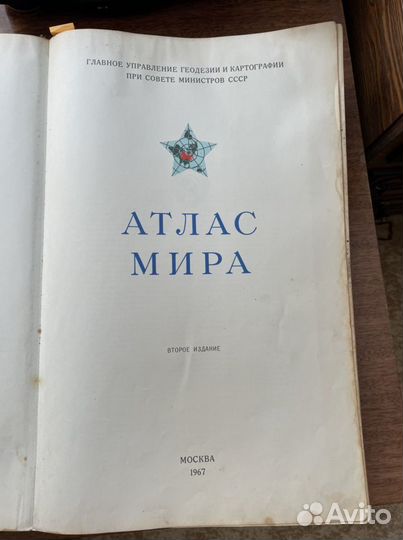 ГЛАВНОЕ УПРАВЛЕНИЕ ГЕОДЕЗИИ И КАРТОГРАФИИ
ПРИ СОВЕТЕ МИНИСТРОВ СССР
АТЛАС
МИРА
ВТОРОЕ ИЗДАНИЕ
МОСКВА
1967
Avito